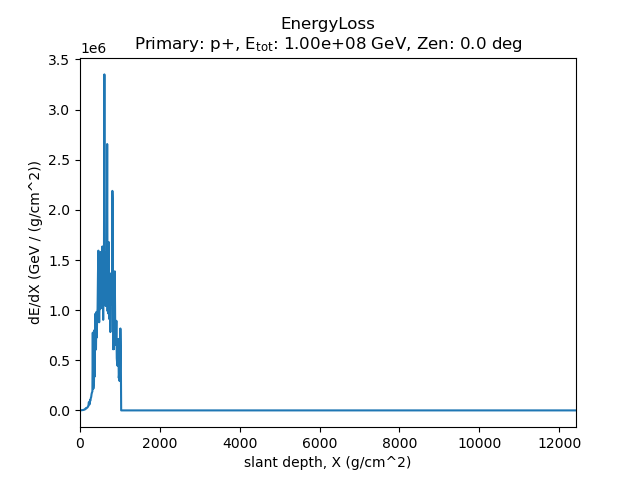 EnergyLoss
Primary: p+, E_tot: 1.00e+08 GeV, Zen: 0.0 deg
1e6
3.5
3.0
2.5
2.0
1.5
1.0
0.5
0.0
dE/dX (GeV / (g/cm^2))
0 2000 4000 6000 8000 10000 12000
slant depth, X (g/cm^2)